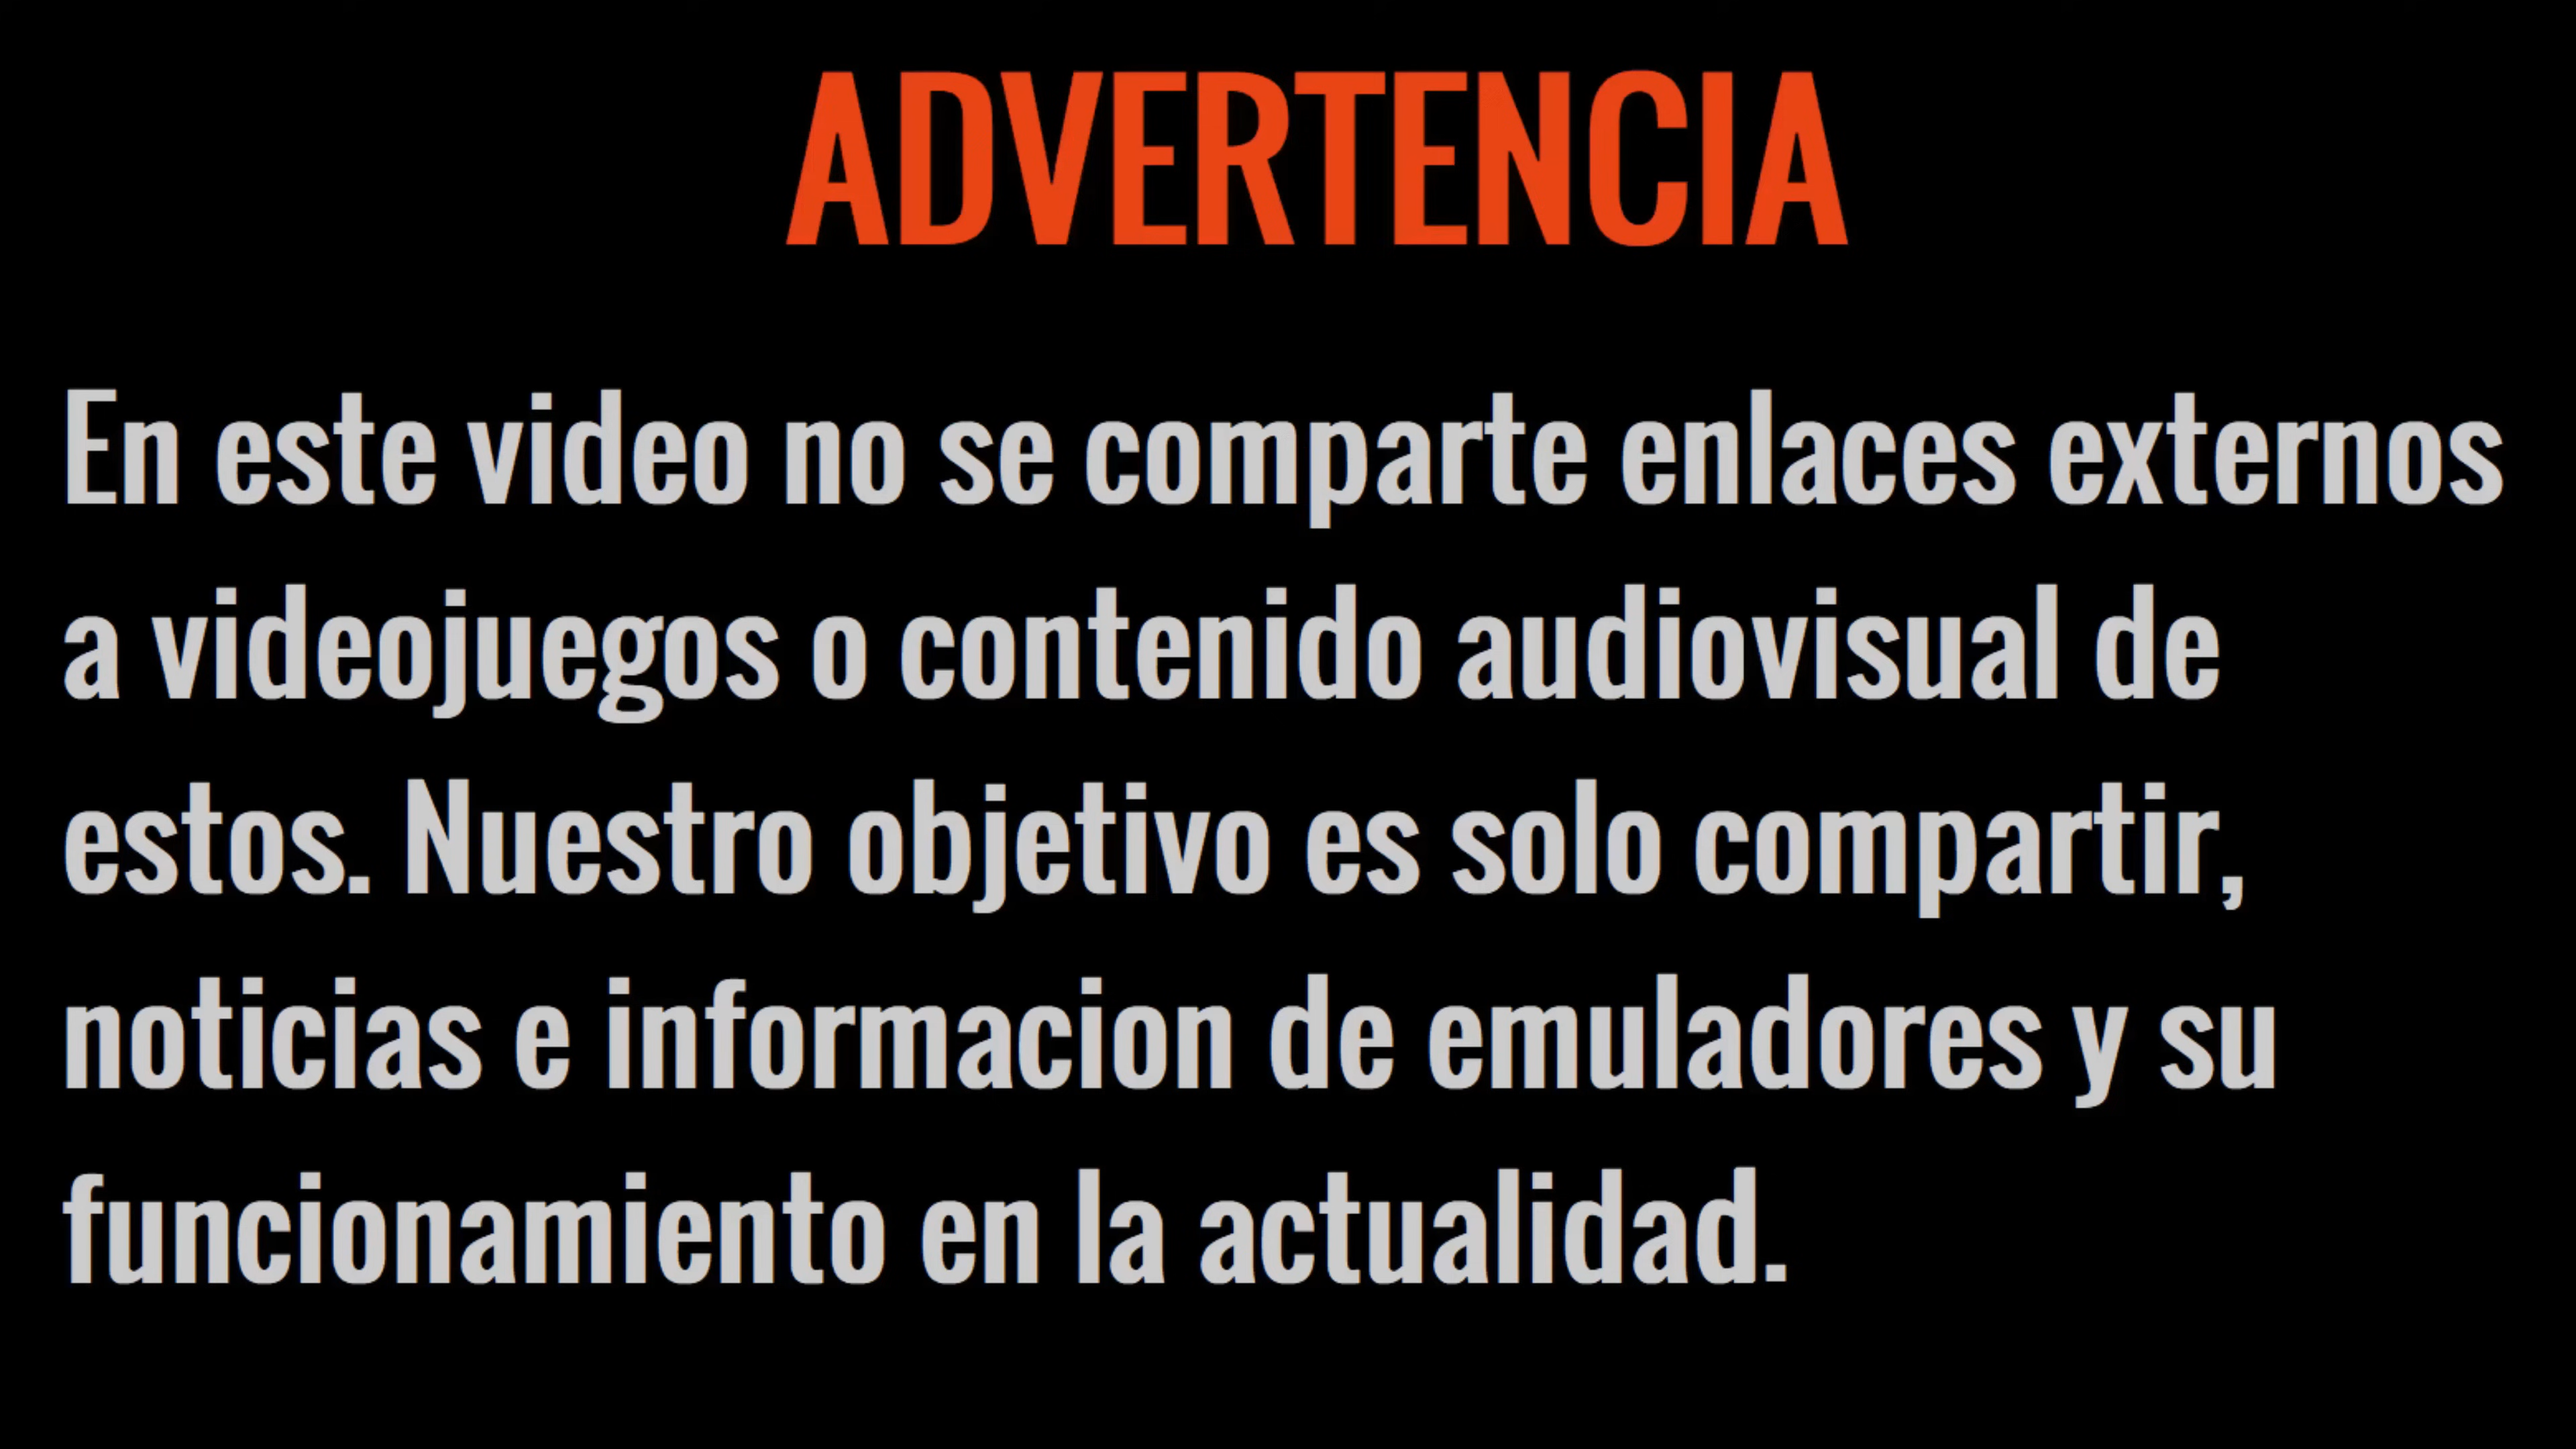 ADVERTENCIA
En este video no se comparte enlaces externos
a videojuegos o contenido audiovisual de
estos. Nuestro objetivo es solo compartir,
noticias e informacion de emuladores y su
funcionamiento en la actualidad.